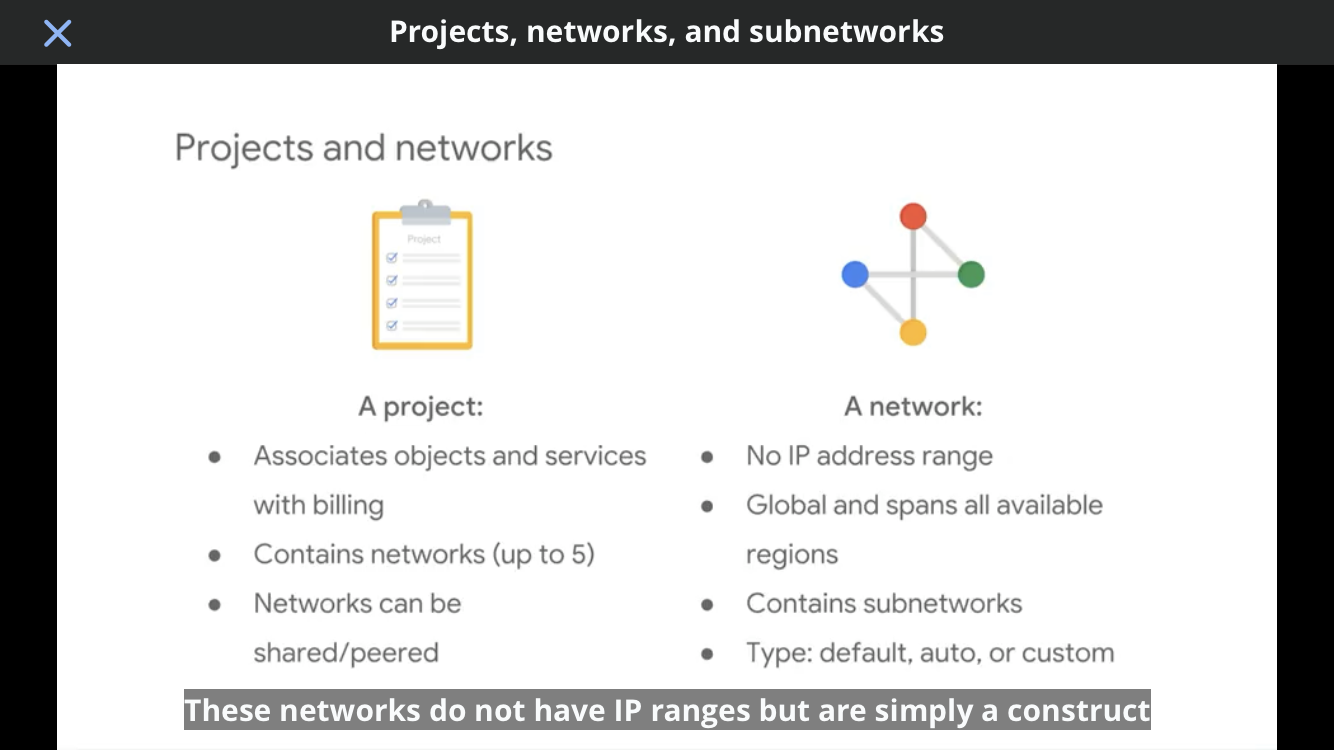 Projects, networks, and subnetworks
Projects and networks
Project
A project:
● Associates objects and services
with billing
● Contains networks (up to 5)
● Networks can be
shared/peered
A network:
● No IP address range
● Global and spans all available
regions
● Contains subnetworks
● Type: default, auto, or custom
These networks do not have IP ranges but are simply a construct